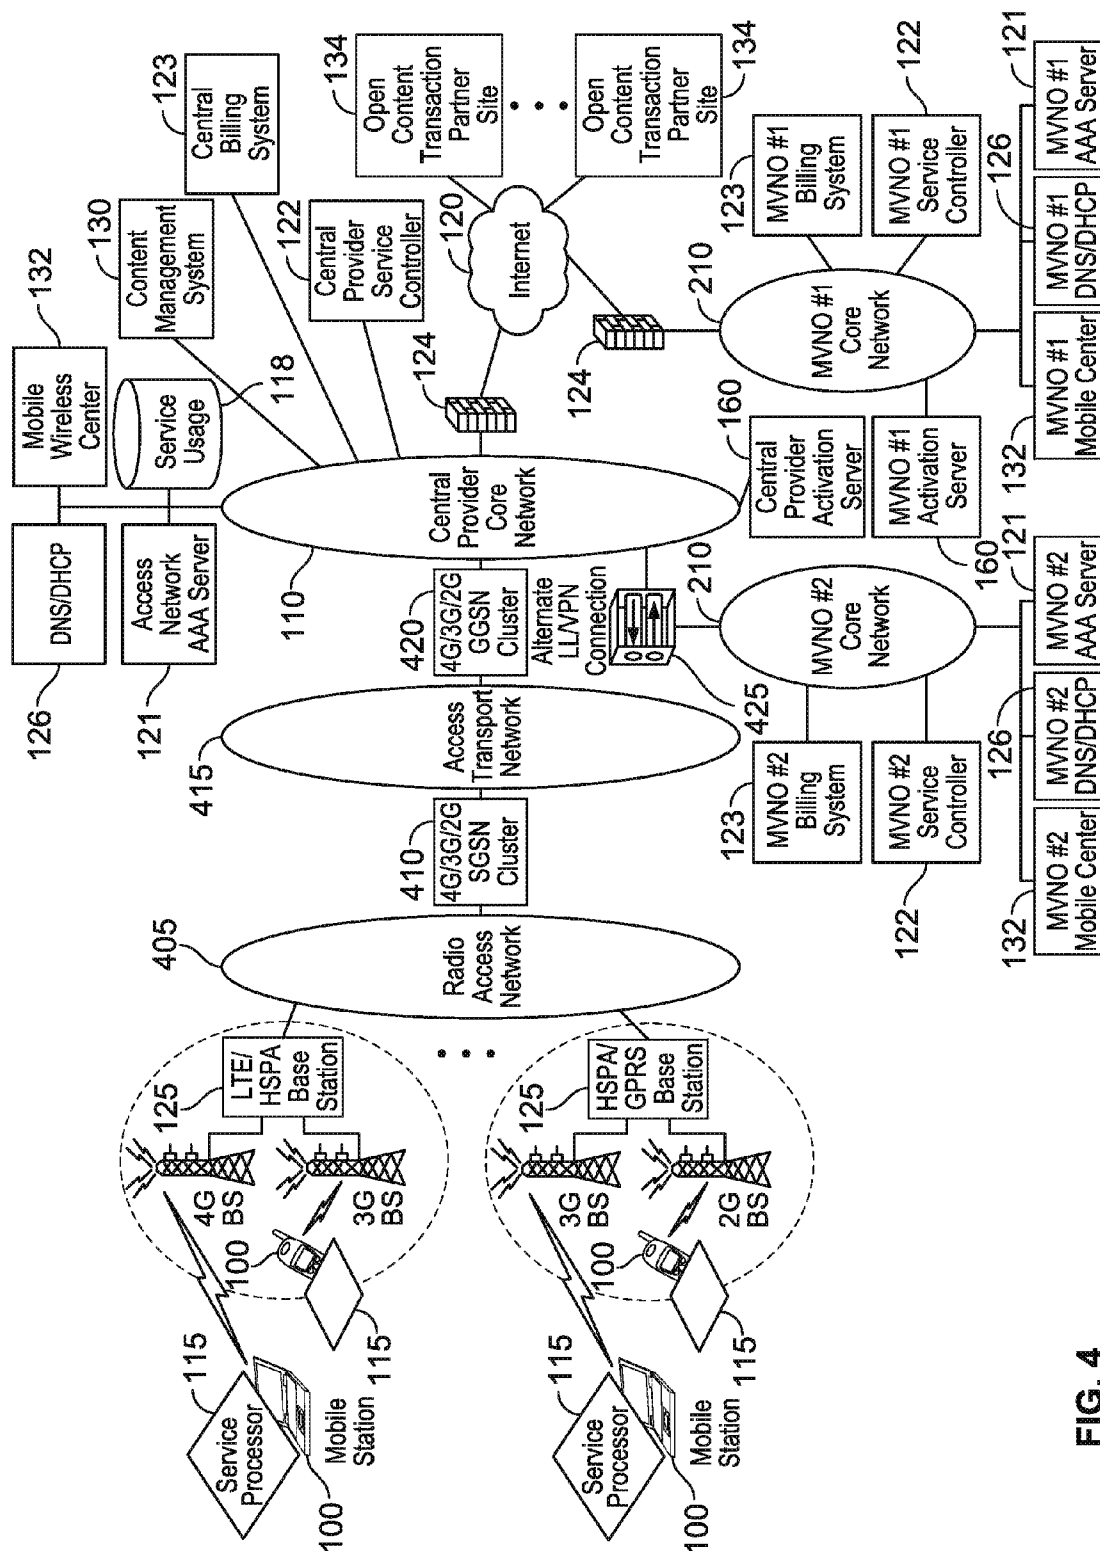 126
DNS/DHCP
Mobile
Wireless
Center
132
121
Access
Network
AAA Server
Service
Usage
118
Content
Management
System
130
Central
Billing
System
123
Central
Provider
Service
Controller
122
Open
Content
Transaction
Partner
Site
134
Open
Content
Transaction
Partner
Site
134
Internet
120
124
124
110
Central
Provider
Core
Network
Central
Provider
Activation
Server
160
420
4G/3G/2G
GGSN
Cluster
Alternate
LL/VPN
Connection
425
415
Access
Transport
Network
410
4G/3G/2G
SGSN
Cluster
405
Radio
Access
Network
125
LTE/
HSPA
Base
Station
4G
BS
3G
BS
100
115
115
Service
Processor
Mobile
Station
100
125
HSPA/
GPRS
Base
Station
3G
BS
2G
BS
100
115
115
Service
Processor
Mobile
Station
100
210
MVNO #2
Core
Network
123
MVNO #2
Billing
System
MVNO #2
Service
Controller
122
132
MVNO #2
Mobile Center
126
MVNO #2
DNS/DHCP
121
MVNO #2
AAA Server
210
MVNO #1
Core
Network
MVNO #1
Activation
Server
160
123
MVNO #1
Billing
System
MVNO #1
Service
Controller
122
132
MVNO #1
Mobile Center
126
MVNO #1
DNS/DHCP
121
MVNO #1
AAA Server
FIG. 4